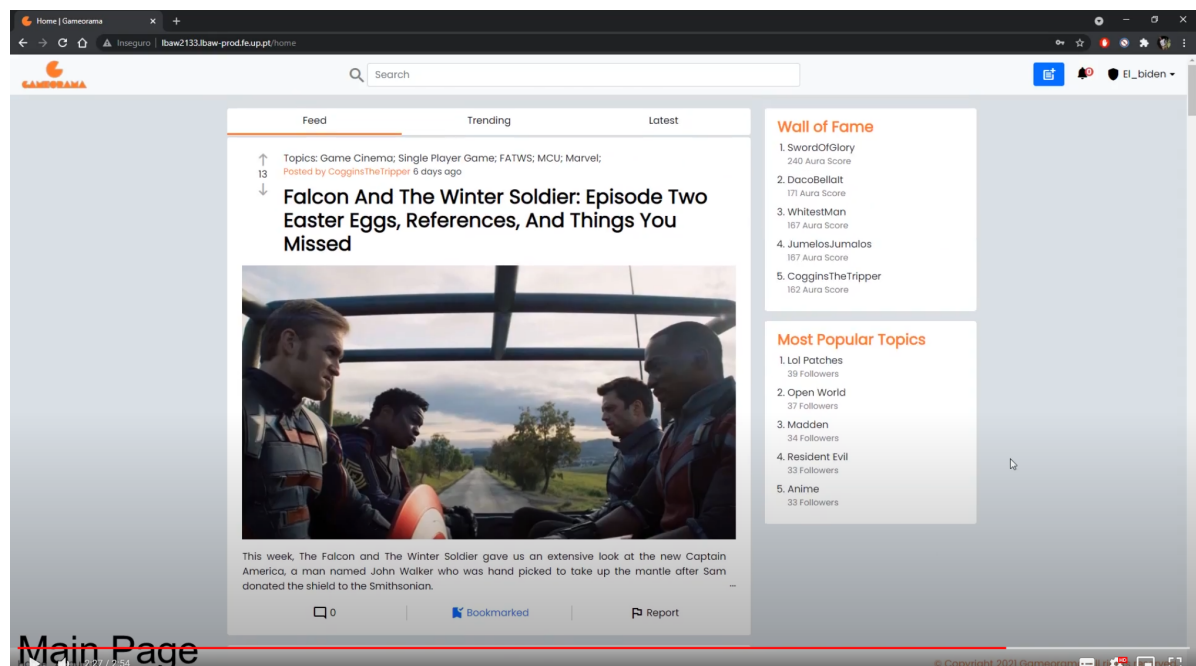 Home | Gameorama
Inseguro | lbaw2133.lbaw-prod.fe.up.pt/home
GAMEORAMA
Search
0
El_biden
Feed Trending Latest
13
Topics: Game Cinema; Single Player Game; FATWS; MCU; Marvel;
Posted by CogginsTheTripper 6 days ago
Falcon And The Winter Soldier: Episode Two
Easter Eggs, References, And Things You
Missed
This week, The Falcon and The Winter Soldier gave us an extensive look at the new Captain
America, a man named John Walker who was hand picked to take up the mantle after Sam
donated the shield to the Smithsonian.
...
0 Bookmarked Report
Wall of Fame
1. SwordOfGlory
240 Aura Score
2. DacoBellaIt
171 Aura Score
3. WhitestMan
167 Aura Score
4. JumelosJumalos
167 Aura Score
5. CogginsTheTripper
162 Aura Score
Most Popular Topics
1. Lol Patches
39 Followers
2. Open World
37 Followers
3. Madden
34 Followers
4. Resident Evil
33 Followers
5. Anime
33 Followers
Main Page
2:27 / 2:54
© Copyright 2021 Gameorama
HD